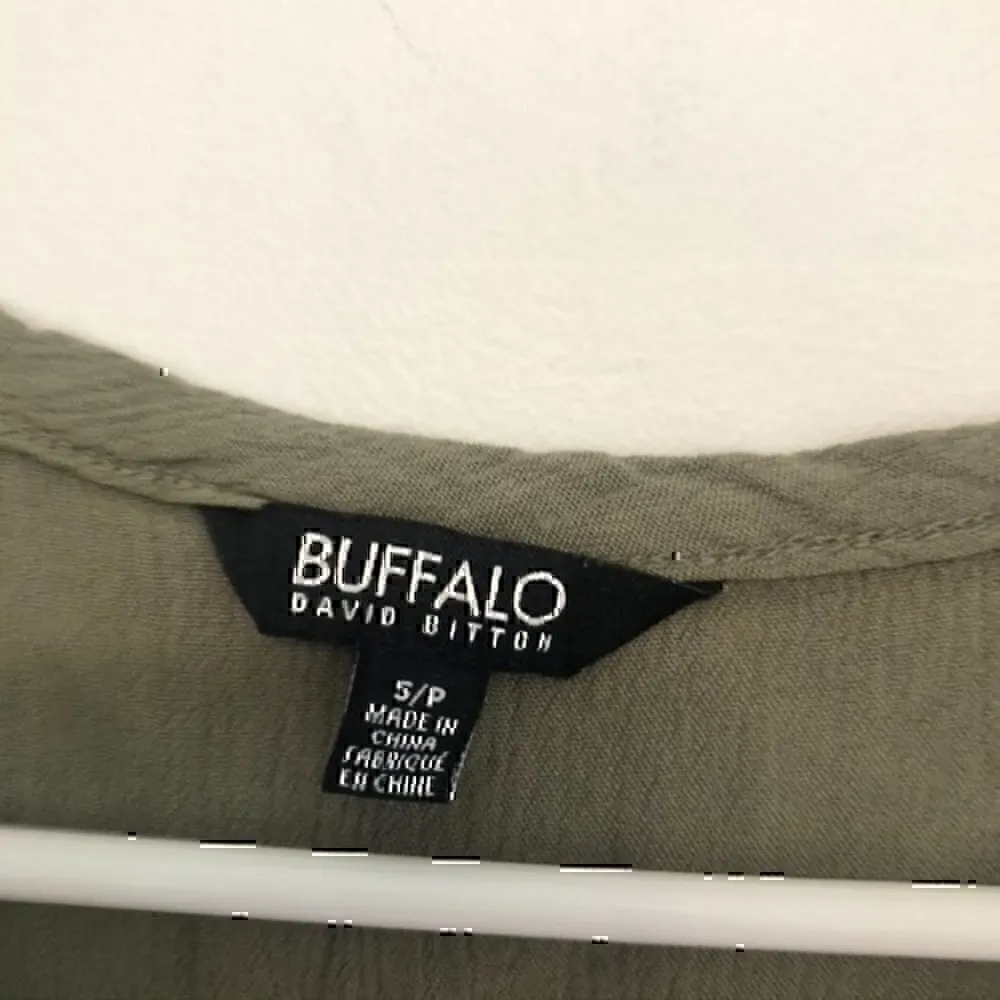 BUFFALO
DAVID BITTON
S/P
MADE IN
CHINA
FABRIQUÉ
EN CHINE